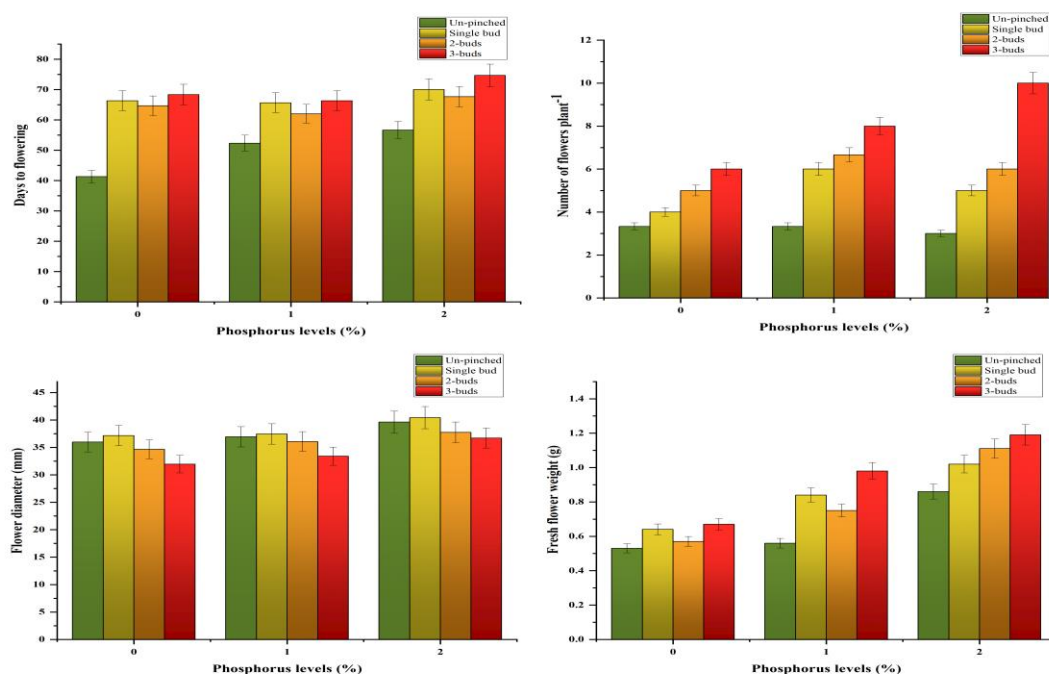 Un-pinched
Single bud
2-buds
3-buds
80
70
60
50
40
30
20
10
0
Days to flowering
0 1 2
Phosphorus levels (%)
Un-pinched
Single bud
2-buds
3-buds
12
10
8
6
4
2
0
Number of flowers plant⁻¹
0 1 2
Phosphorus levels (%)
Un-pinched
Single bud
2-buds
3-buds
45
40
35
30
25
20
15
10
5
0
Flower diameter (mm)
0 1 2
Phosphorus levels (%)
Un-pinched
Single bud
2-buds
3-buds
1.4
1.2
1.0
0.8
0.6
0.4
0.2
0.0
Fresh flower weight (g)
0 1 2
Phosphorus levels (%)